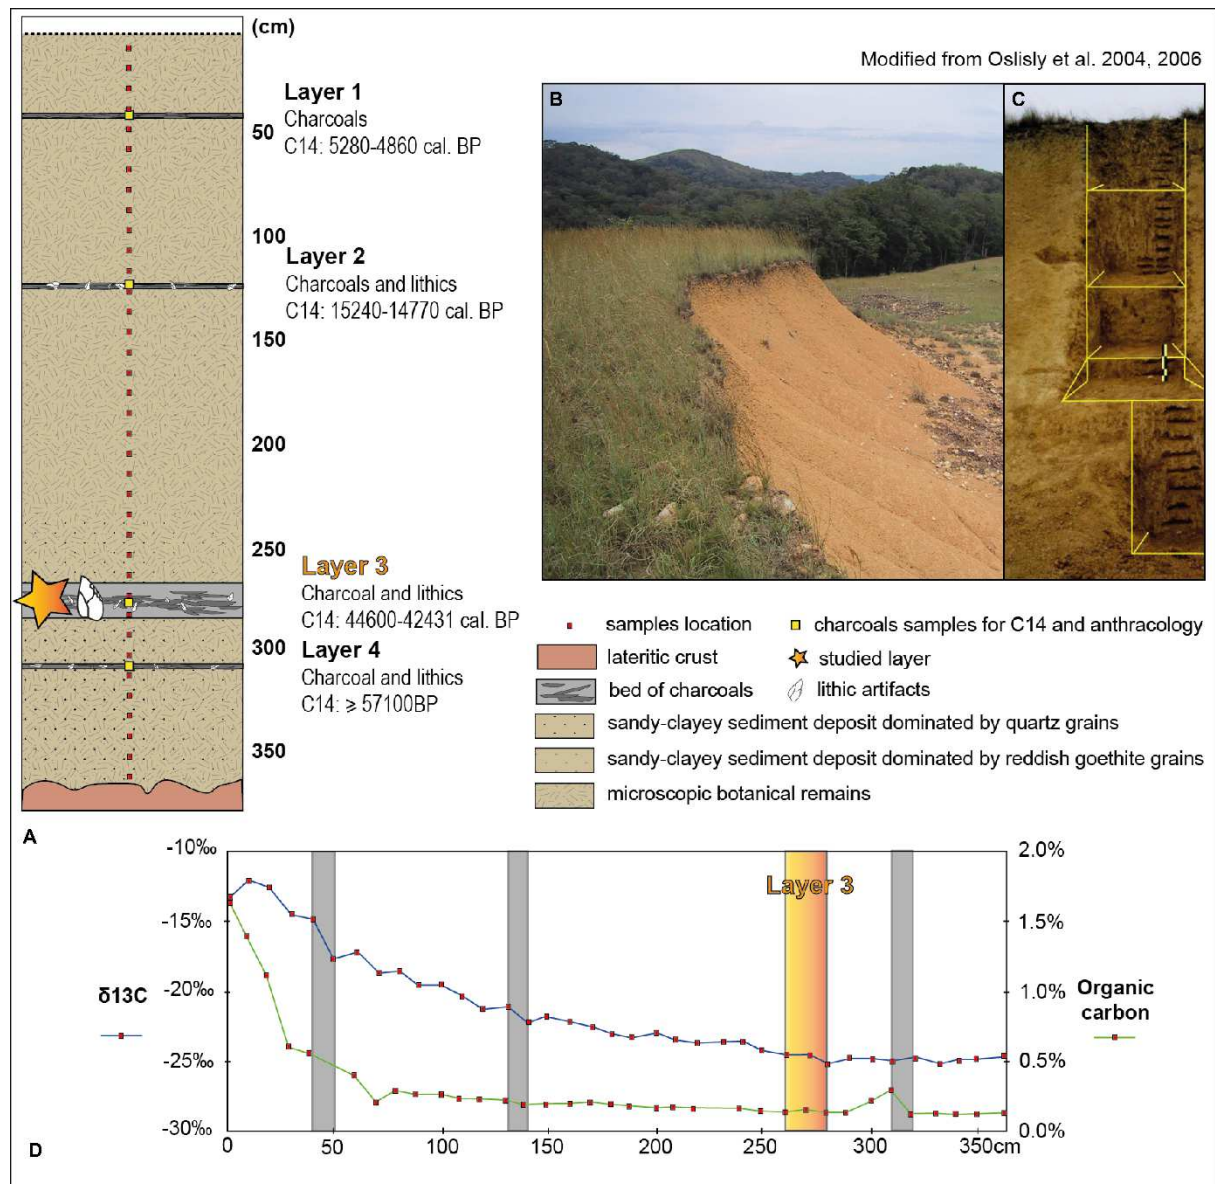 (cm)
Modified from Oslisly et al. 2004, 2006
Layer 1
Charcoals
C14: 5280-4860 cal. BP
50
100
Layer 2
Charcoals and lithics
C14: 15240-14770 cal. BP
150
200
250
Layer 3
Charcoal and lithics
C14: 44600-42431 cal. BP
300
Layer 4
Charcoal and lithics
C14: ⩾ 57100BP
350
A
B
C
samples location
charcoals samples for C14 and anthracology
lateritic crust
studied layer
bed of charcoals
lithic artifacts
sandy-clayey sediment deposit dominated by quartz grains
sandy-clayey sediment deposit dominated by reddish goethite grains
microscopic botanical remains
-10‰
-15‰
-20‰
-25‰
-30‰
δ13C
Layer 3
2.0%
1.5%
1.0%
0.5%
0.0%
Organic
carbon
0 50 100 150 200 250 300 350cm
D